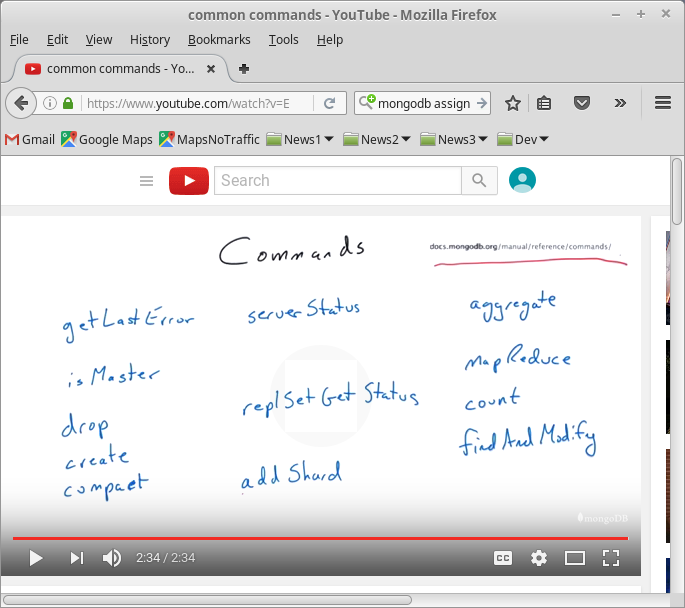 common commands - YouTube - Mozilla Firefox
File Edit View History Bookmarks Tools Help
common commands - Yo...
https://www.youtube.com/watch?v=E
mongodb assign
Gmail Google Maps MapsNoTraffic News1 News2 News3 Dev
Search
Commands
docs.mongodb.org/manual/reference/commands/
getLastError
isMaster
drop
create
compact
serverStatus
replSetGetStatus
addShard
aggregate
mapReduce
count
findAndModify
mongoDB
2:34 / 2:34
CC